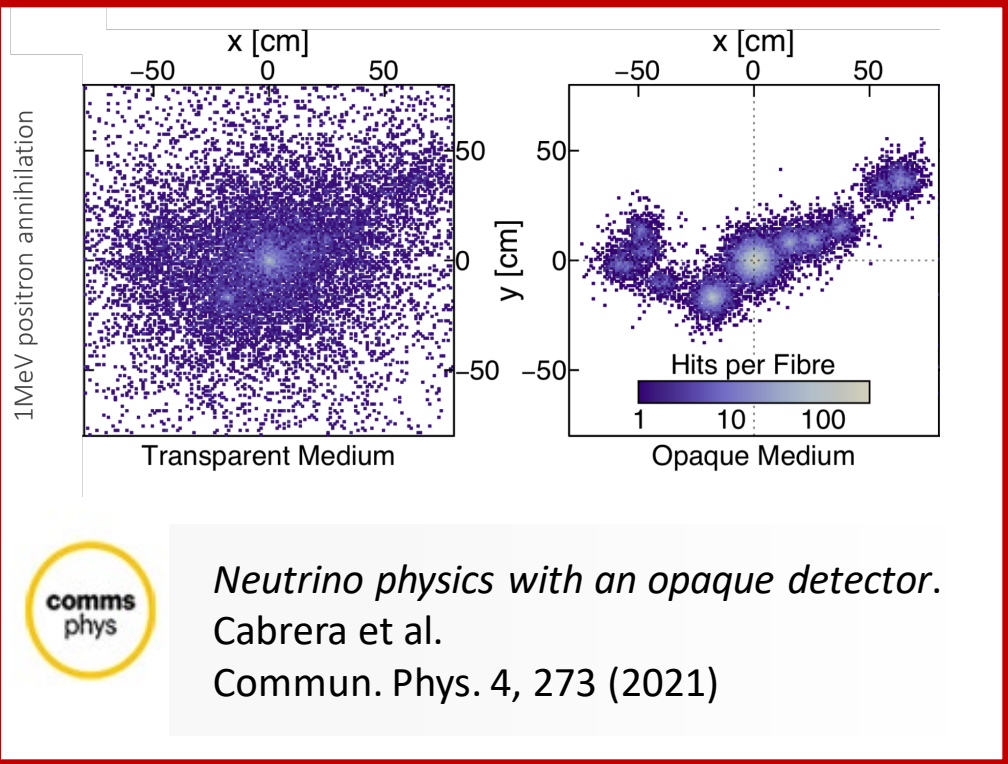 x [cm]
x [cm]
−50 0 50
−50 0 50
1MeV positron annihilation
50
0
−50
y [cm]
50
0
−50
Hits per Fibre
1 10 100
Transparent Medium
Opaque Medium
comms
phys
Neutrino physics with an opaque detector.
Cabrera et al.
Commun. Phys. 4, 273 (2021)